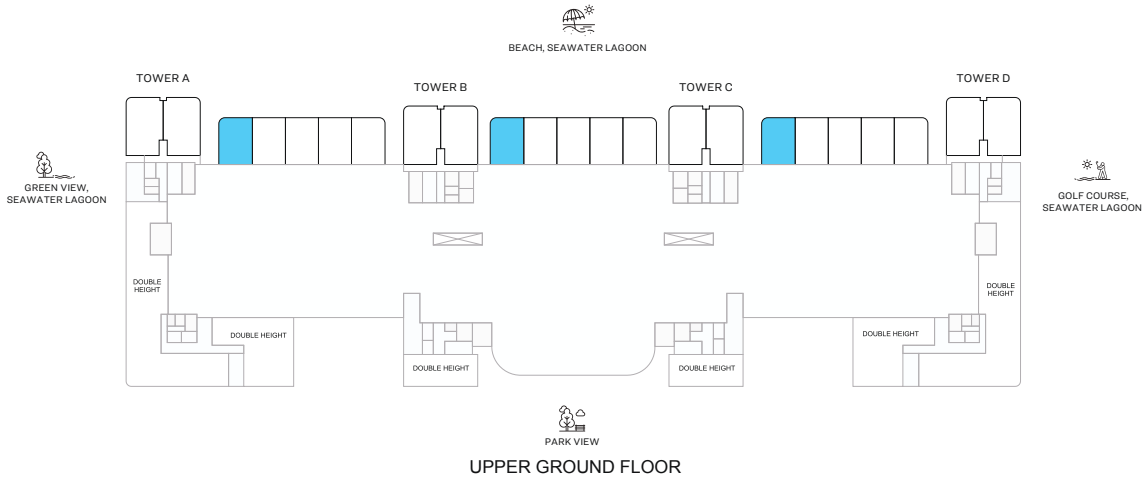 BEACH, SEAWATER LAGOON
TOWER A
TOWER B
TOWER C
TOWER D
GREEN VIEW,
SEAWATER LAGOON
GOLF COURSE,
SEAWATER LAGOON
DOUBLE
HEIGHT
DOUBLE
HEIGHT
DOUBLE HEIGHT
DOUBLE HEIGHT
DOUBLE HEIGHT
DOUBLE HEIGHT
PARK VIEW
UPPER GROUND FLOOR